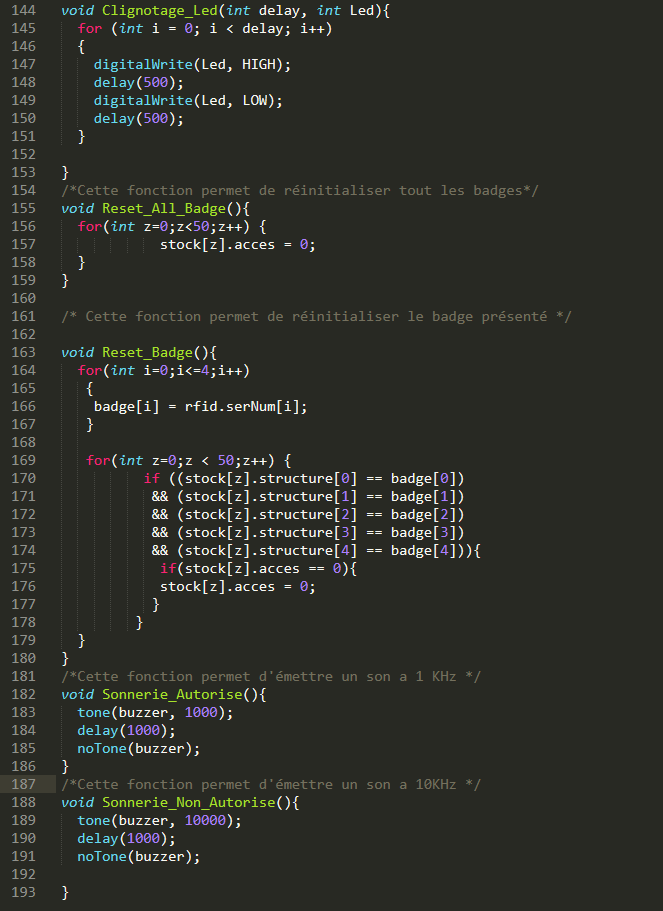 144 void Clignotage_Led(int delay, int Led){
145 for (int i = 0; i < delay; i++)
146 {
147 digitalWrite(Led, HIGH);
148 delay(500);
149 digitalWrite(Led, LOW);
150 delay(500);
151 }
152
153 }
154 /*Cette fonction permet de réinitialiser tout les badges*/
155 void Reset_All_Badge(){
156 for(int z=0;z<50;z++) {
157 stock[z].acces = 0;
158 }
159 }
160
161 /* Cette fonction permet de réinitialiser le badge présenté */
162
163 void Reset_Badge(){
164 for(int i=0;i<=4;i++)
165 {
166 badge[i] = rfid.serNum[i];
167 }
168
169 for(int z=0;z < 50;z++) {
170 if ((stock[z].structure[0] == badge[0])
171 && (stock[z].structure[1] == badge[1])
172 && (stock[z].structure[2] == badge[2])
173 && (stock[z].structure[3] == badge[3])
174 && (stock[z].structure[4] == badge[4])){
175 if(stock[z].acces == 0){
176 stock[z].acces = 0;
177 }
178 }
179 }
180 }
181 /*Cette fonction permet d'émettre un son a 1 KHz */
182 void Sonnerie_Autorise(){
183 tone(buzzer, 1000);
184 delay(1000);
185 noTone(buzzer);
186 }
187 /*Cette fonction permet d'émettre un son a 10KHz */
188 void Sonnerie_Non_Autorise(){
189 tone(buzzer, 10000);
190 delay(1000);
191 noTone(buzzer);
192
193 }